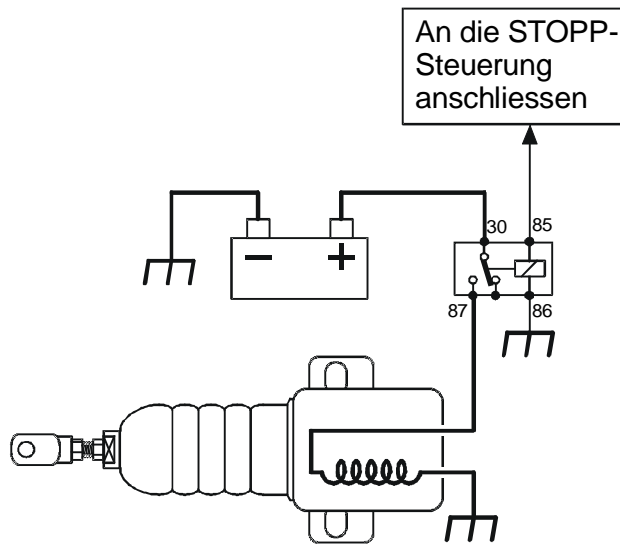 An die STOPP-
Steuerung
anschliessen
30 85
− +
87 86